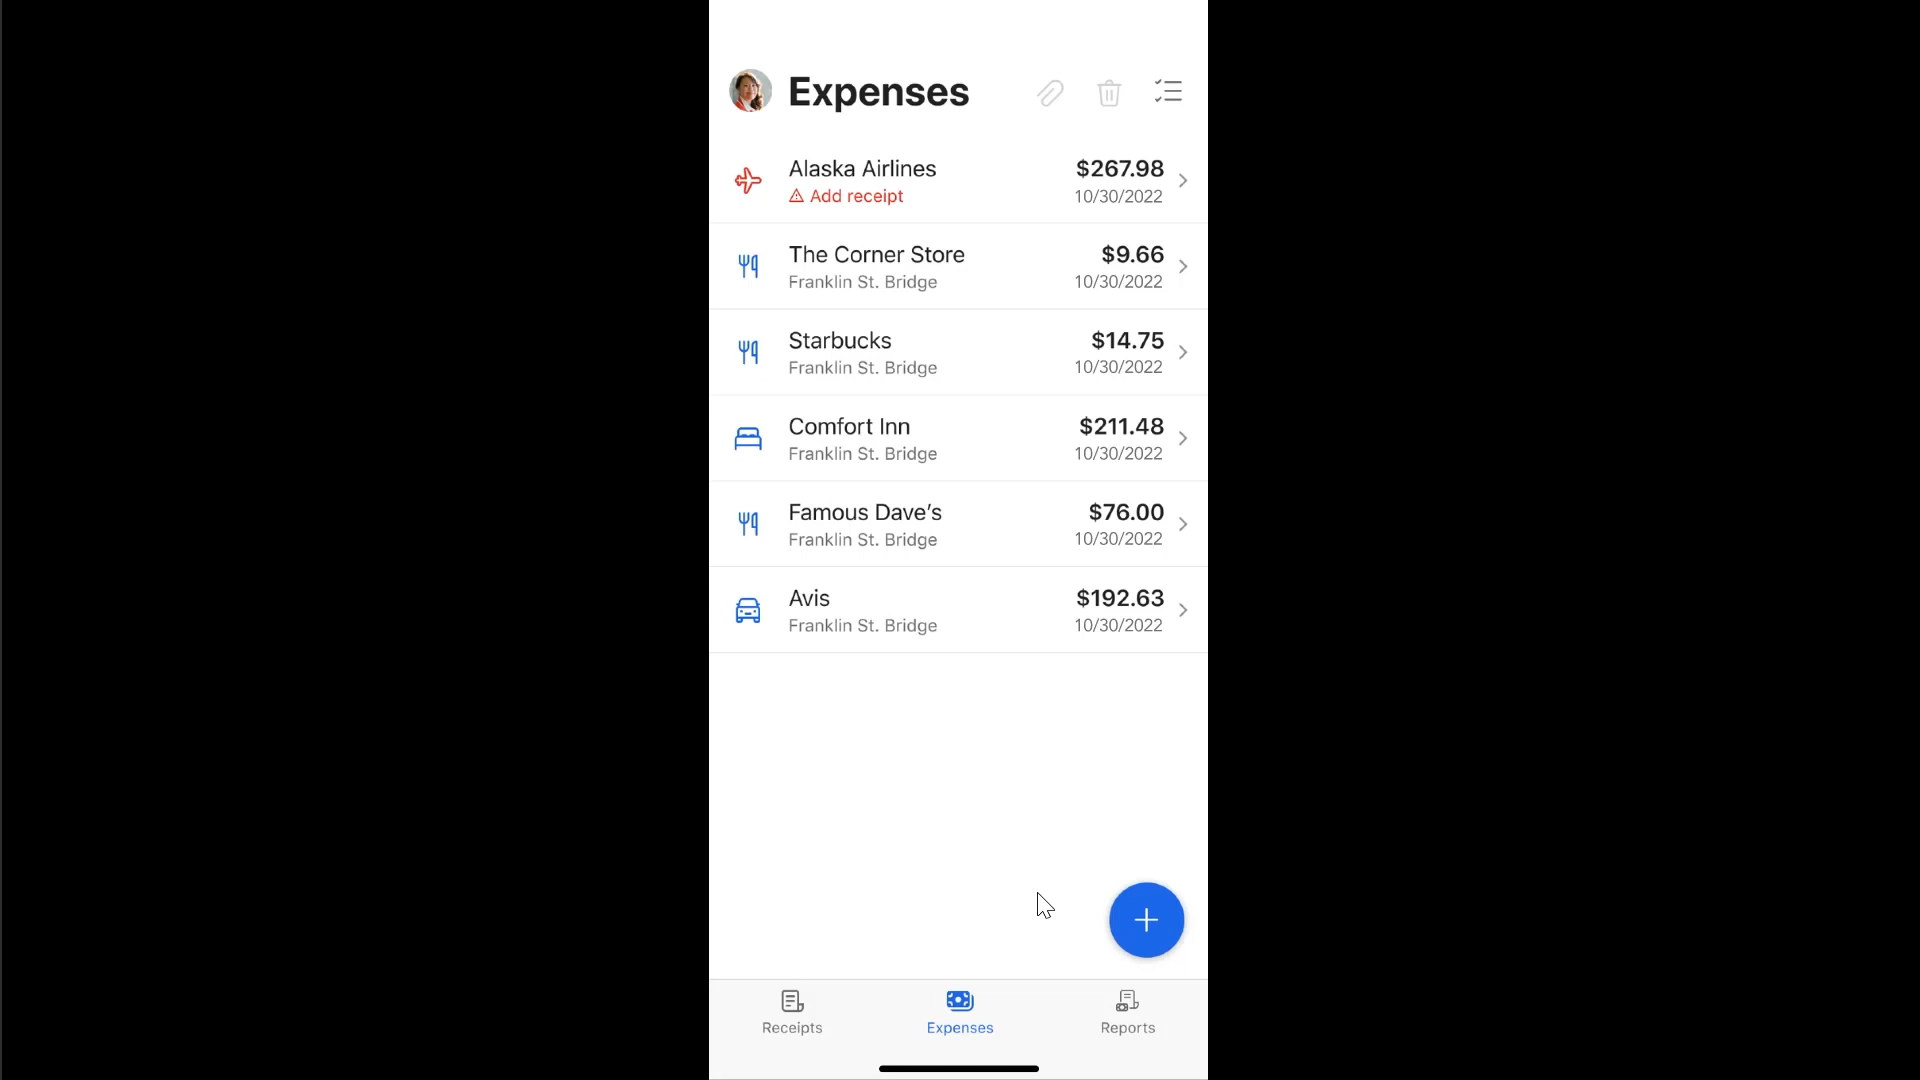 Expenses
Alaska Airlines $267.98
Add receipt 10/30/2022
The Corner Store $9.66
Franklin St. Bridge 10/30/2022
Starbucks $14.75
Franklin St. Bridge 10/30/2022
Comfort Inn $211.48
Franklin St. Bridge 10/30/2022
Famous Dave’s $76.00
Franklin St. Bridge 10/30/2022
Avis $192.63
Franklin St. Bridge 10/30/2022
Receipts Expenses Reports